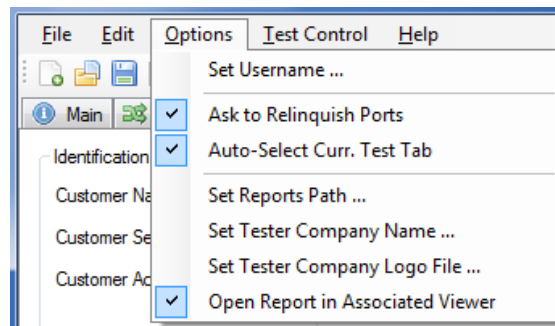 File Edit Options Test Control Help
Set Username ...
Main
Ask to Relinquish Ports
Auto-Select Curr. Test Tab
Identification
Customer Na
Set Reports Path ...
Customer Se
Set Tester Company Name ...
Customer Ac
Set Tester Company Logo File ...
Open Report in Associated Viewer